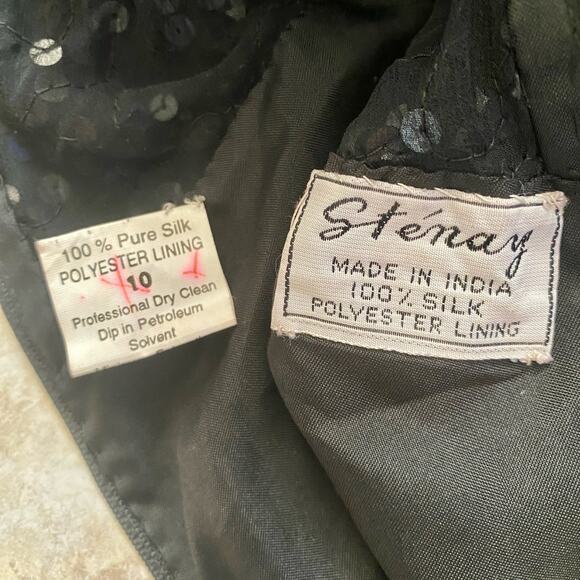 100 % Pure Silk
POLYESTER LINING
10
Professional Dry Clean
Dip in Petroleum
Solvent
Sténay
MADE IN INDIA
100% SILK
POLYESTER LINING